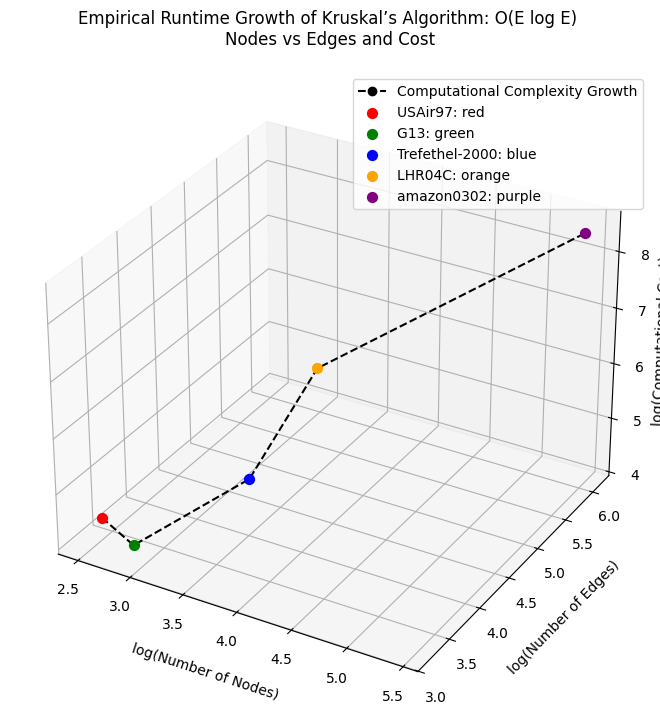 Empirical Runtime Growth of Kruskal’s Algorithm: O(E log E)
Nodes vs Edges and Cost
Computational Complexity Growth
USAir97: red
G13: green
Trefethel-2000: blue
LHR04C: orange
amazon0302: purple
8
7
6
5
4
log(Computational
6.0
5.5
5.0
4.5
4.0
3.5
3.0
log(Number of Edges)
2.5
3.0
3.5
4.0
4.5
5.0
5.5
log(Number of Nodes)